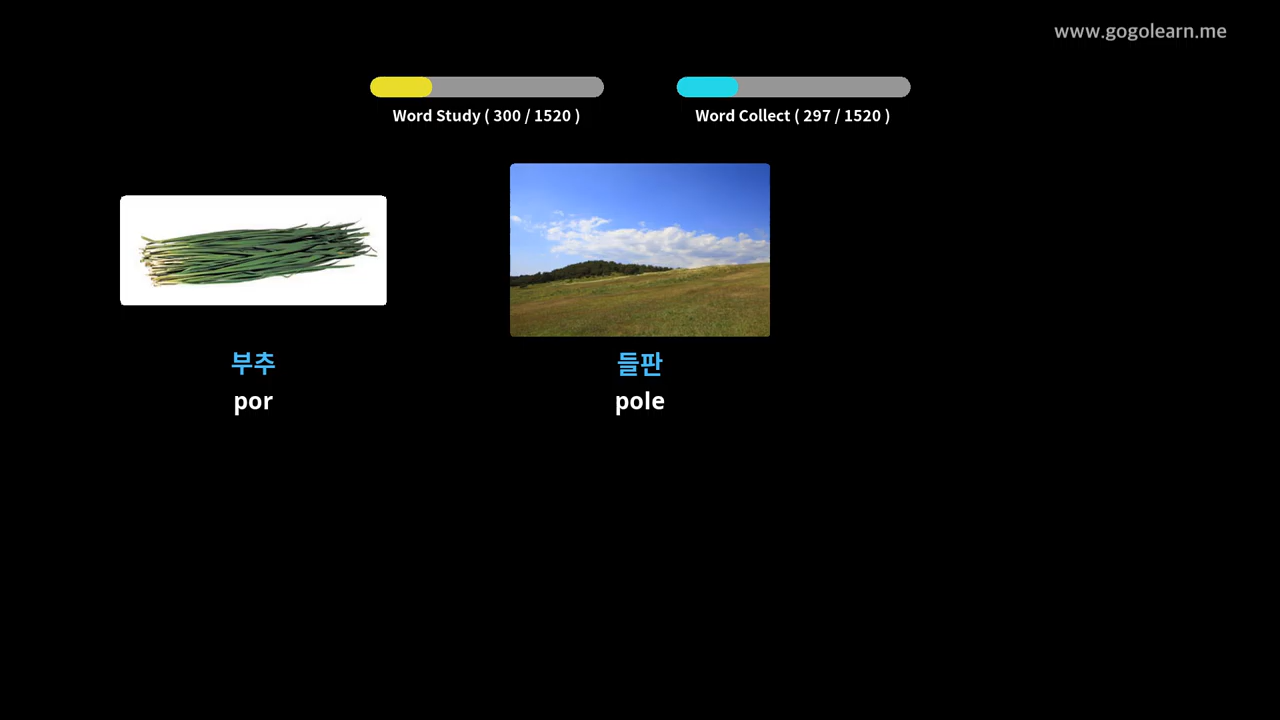 www.gogolearn.me
Word Study ( 300 / 1520 )
Word Collect ( 297 / 1520 )
부추
por
들판
pole